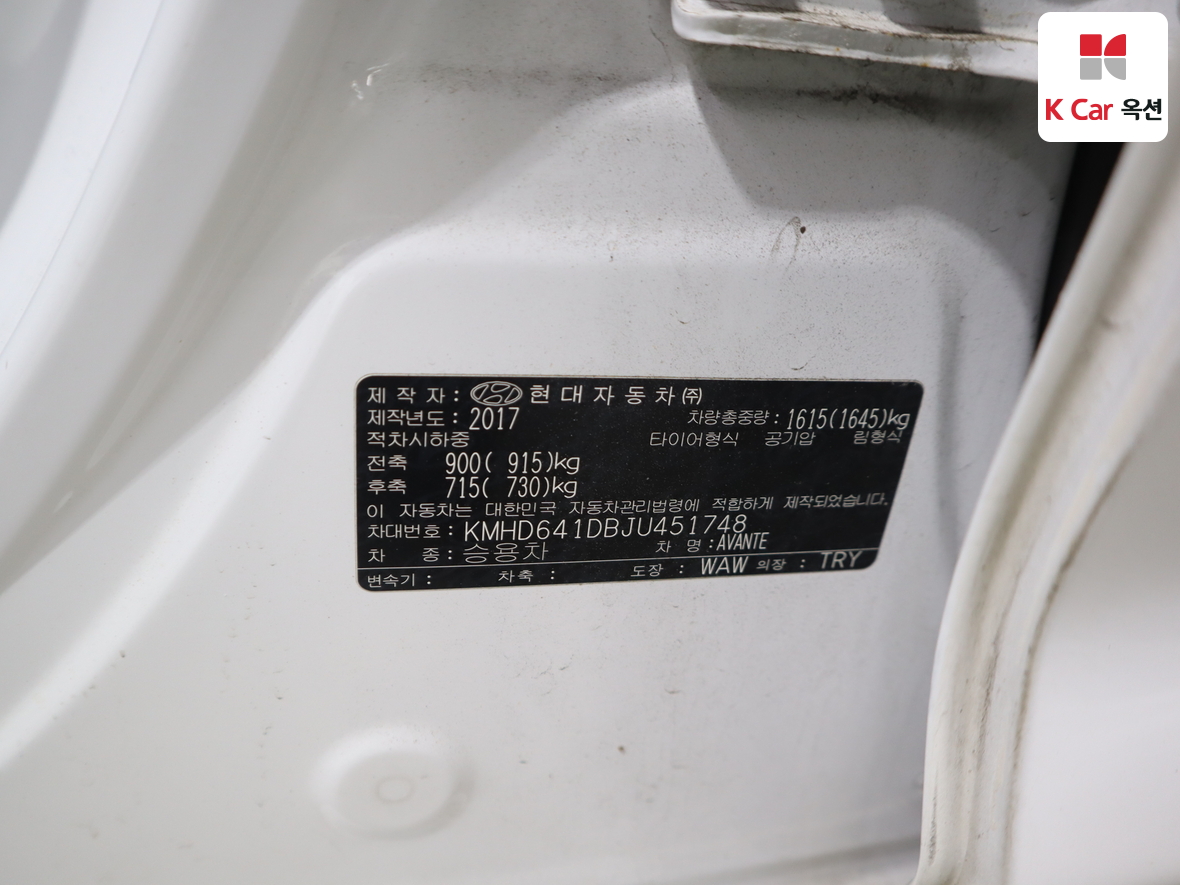 K Car 옥션
제 작 자 : 현 대 자 동 차 ㈜
제작년도 : 2017 차량총중량 : 1615(1645)kg
적차시하중 타이어형식 공기압 림형식
전축 900( 915)kg
후축 715( 730)kg
이 자동차는 대한민국 자동차관리법령에 적합하게 제작되었습니다.
차대번호 : KMHD641DBJU451748
차 종 : 승용차 차 명 : AVANTE
변속기 : 차축 : 도장 : WAW 의장 : TRY